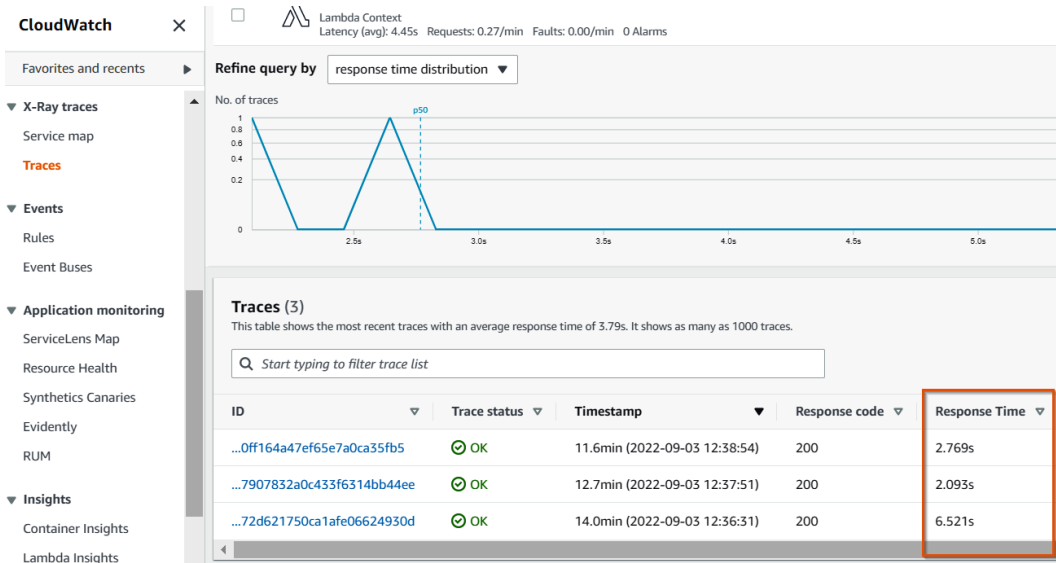 CloudWatch
Favorites and recents
X-Ray traces
Service map
Traces
Events
Rules
Event Buses
Application monitoring
ServiceLens Map
Resource Health
Synthetics Canaries
Evidently
RUM
Insights
Container Insights
Lambda Insights
Lambda Context
Latency (avg): 4.45s Requests: 0.27/min Faults: 0.00/min 0 Alarms
Refine query by response time distribution
No. of traces
p50
1
0.8
0.6
0.4
0.2
0
2.5s 3.0s 3.5s 4.0s 4.5s 5.0s
Traces (3)
This table shows the most recent traces with an average response time of 3.79s. It shows as many as 1000 traces.
Start typing to filter trace list
ID Trace status Timestamp Response code Response Time
...0ff164a47ef65e7a0ca35fb5 OK 11.6min (2022-09-03 12:38:54) 200 2.769s
...7907832a0c433f6314bb44ee OK 12.7min (2022-09-03 12:37:51) 200 2.093s
...72d621750ca1afe06624930d OK 14.0min (2022-09-03 12:36:31) 200 6.521s